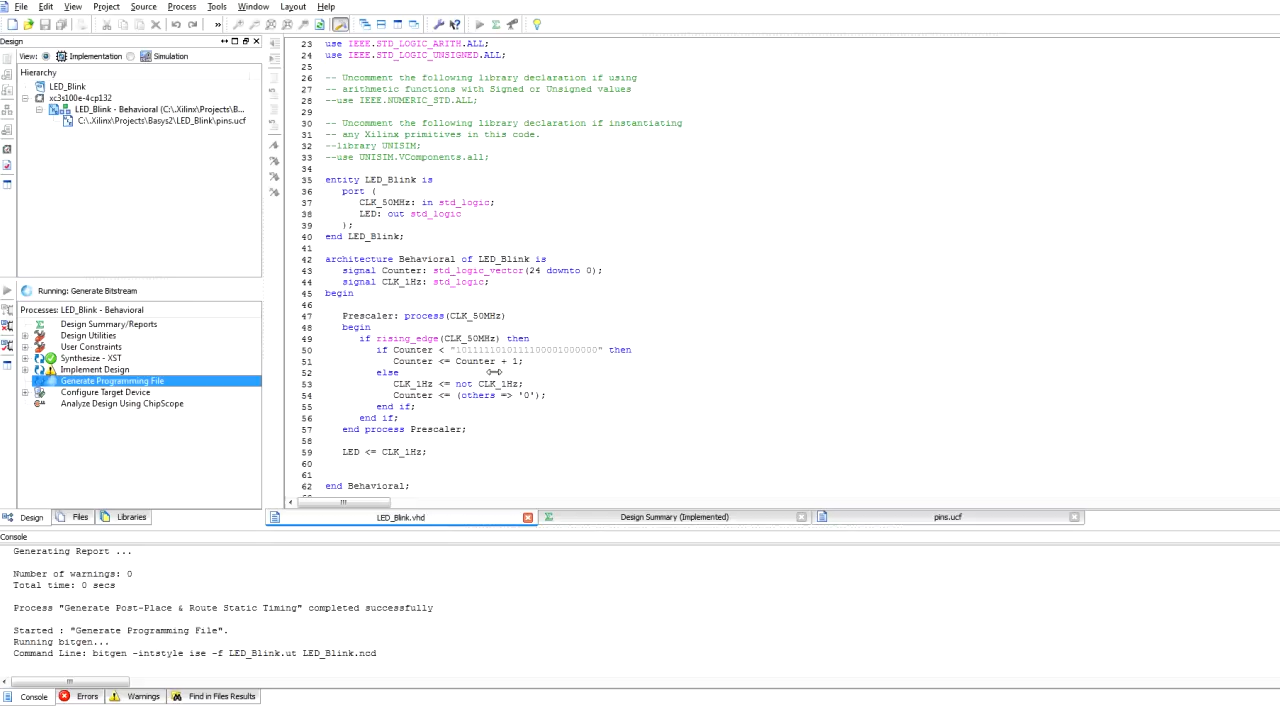 File Edit View Project Source Process Tools Window Layout Help
Design
View: Implementation Simulation
Hierarchy
LED_Blink
xc3s100e-4cp132
LED_Blink - Behavioral (C:\.Xilinx\Projects\B...
C:\.Xilinx\Projects\Basys2\LED_Blink\pins.ucf
Running: Generate Bitstream
Processes: LED_Blink - Behavioral
Design Summary/Reports
Design Utilities
User Constraints
Synthesize - XST
Implement Design
Generate Programming File
Configure Target Device
Analyze Design Using ChipScope
Design Files Libraries
23 use IEEE.STD_LOGIC_ARITH.ALL;
24 use IEEE.STD_LOGIC_UNSIGNED.ALL;
25
26 -- Uncomment the following library declaration if using
27 -- arithmetic functions with Signed or Unsigned values
28 --use IEEE.NUMERIC_STD.ALL;
29
30 -- Uncomment the following library declaration if instantiating
31 -- any Xilinx primitives in this code.
32 --library UNISIM;
33 --use UNISIM.VComponents.all;
34
35 entity LED_Blink is
36 port (
37 CLK_50MHz: in std_logic;
38 LED: out std_logic
39 );
40 end LED_Blink;
41
42 architecture Behavioral of LED_Blink is
43 signal Counter: std_logic_vector(24 downto 0);
44 signal CLK_1Hz: std_logic;
45 begin
46
47 Prescaler: process(CLK_50MHz)
48 begin
49 if rising_edge(CLK_50MHz) then
50 if Counter < "1011111010111100001000000" then
51 Counter <= Counter + 1;
52 else
53 CLK_1Hz <= not CLK_1Hz;
54 Counter <= (others => '0');
55 end if;
56 end if;
57 end process Prescaler;
58
59 LED <= CLK_1Hz;
60
61
62 end Behavioral;
LED_Blink.vhd Design Summary (Implemented) pins.ucf
Console
Generating Report ...
Number of warnings: 0
Total time: 0 secs
Process "Generate Post-Place & Route Static Timing" completed successfully
Started : "Generate Programming File".
Running bitgen...
Command Line: bitgen -intstyle ise -f LED_Blink.ut LED_Blink.ncd
Console Errors Warnings Find in Files Results